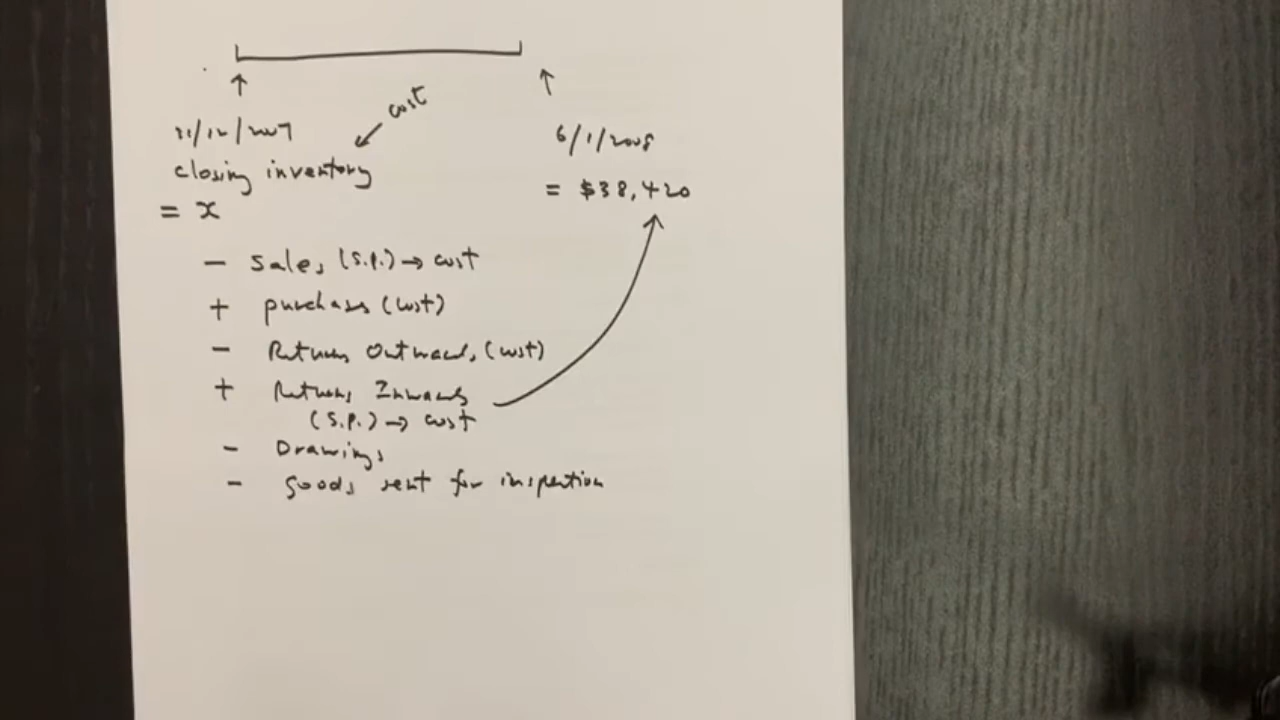 cost
31/12/2007
6/1/2008
closing inventory
= $38,420
= x
- Sales (S.P.) → cost
+ purchases (cost)
- Returns Outwards (cost)
+ Returns Inwards
(S.P.) → cost
- Drawings
- goods sent for inspection